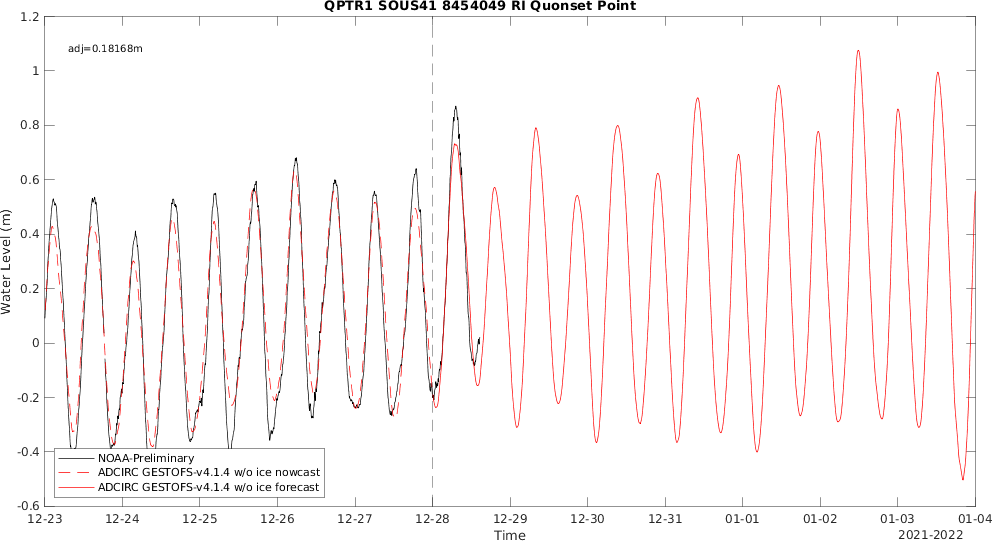 QPTR1 SOUS41 8454049 RI Quonset Point
adj=0.18168m
1.2
1
0.8
0.6
0.4
0.2
0
-0.2
-0.4
-0.6
Water Level (m)
NOAA-Preliminary
ADCIRC GESTOFS-v4.1.4 w/o ice nowcast
ADCIRC GESTOFS-v4.1.4 w/o ice forecast
12-23 12-24 12-25 12-26 12-27 12-28 12-29 12-30 12-31 01-01 01-02 01-03 01-04
Time
2021-2022